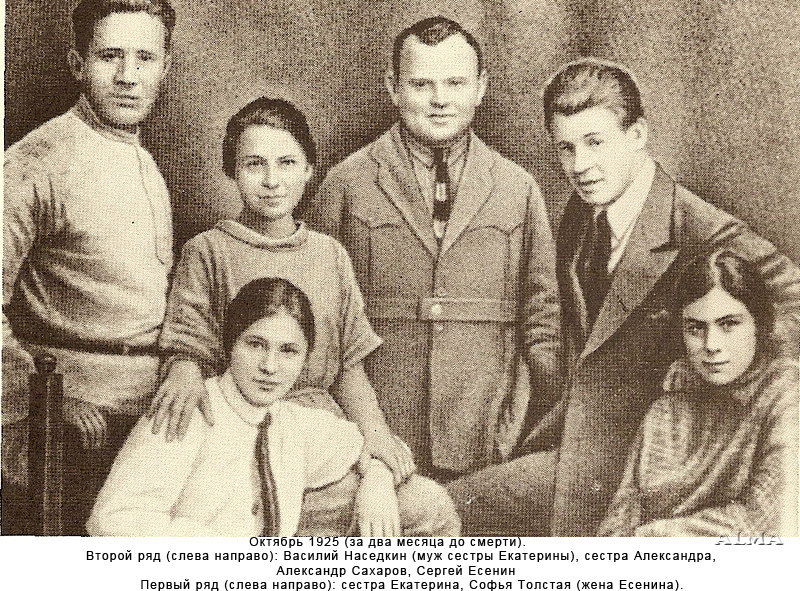 ALMA
Октябрь 1925 (за два месяца до смерти).
Второй ряд (слева направо): Василий Наседкин (муж сестры Екатерины), сестра Александра,
Александр Сахаров, Сергей Есенин
Первый ряд (слева направо): сестра Екатерина, Софья Толстая (жена Есенина).